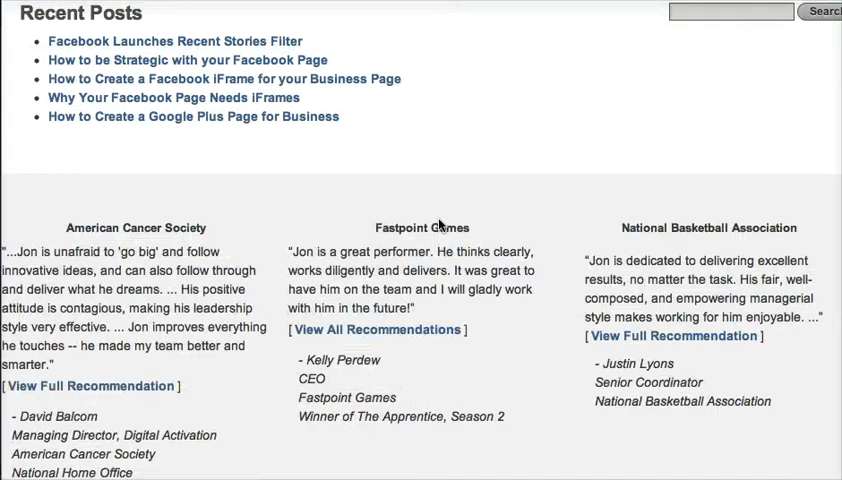 Recent Posts
Search
Facebook Launches Recent Stories Filter
How to be Strategic with your Facebook Page
How to Create a Facebook iFrame for your Business Page
Why Your Facebook Page Needs iFrames
How to Create a Google Plus Page for Business
American Cancer Society
"...Jon is unafraid to 'go big' and follow
innovative ideas, and can also follow through
and deliver what he dreams. ... His positive
attitude is contagious, making his leadership
style very effective. ... Jon improves everything
he touches -- he made my team better and
smarter."
[ View Full Recommendation ]
- David Balcom
Managing Director, Digital Activation
American Cancer Society
National Home Office
Fastpoint Games
"Jon is a great performer. He thinks clearly,
works diligently and delivers. It was great to
have him on the team and I will gladly work
with him in the future!"
[ View All Recommendations ]
- Kelly Perdew
CEO
Fastpoint Games
Winner of The Apprentice, Season 2
National Basketball Association
"Jon is dedicated to delivering excellent
results, no matter the task. His fair, well-
composed, and empowering managerial
style makes working for him enjoyable. ..."
[ View Full Recommendation ]
- Justin Lyons
Senior Coordinator
National Basketball Association